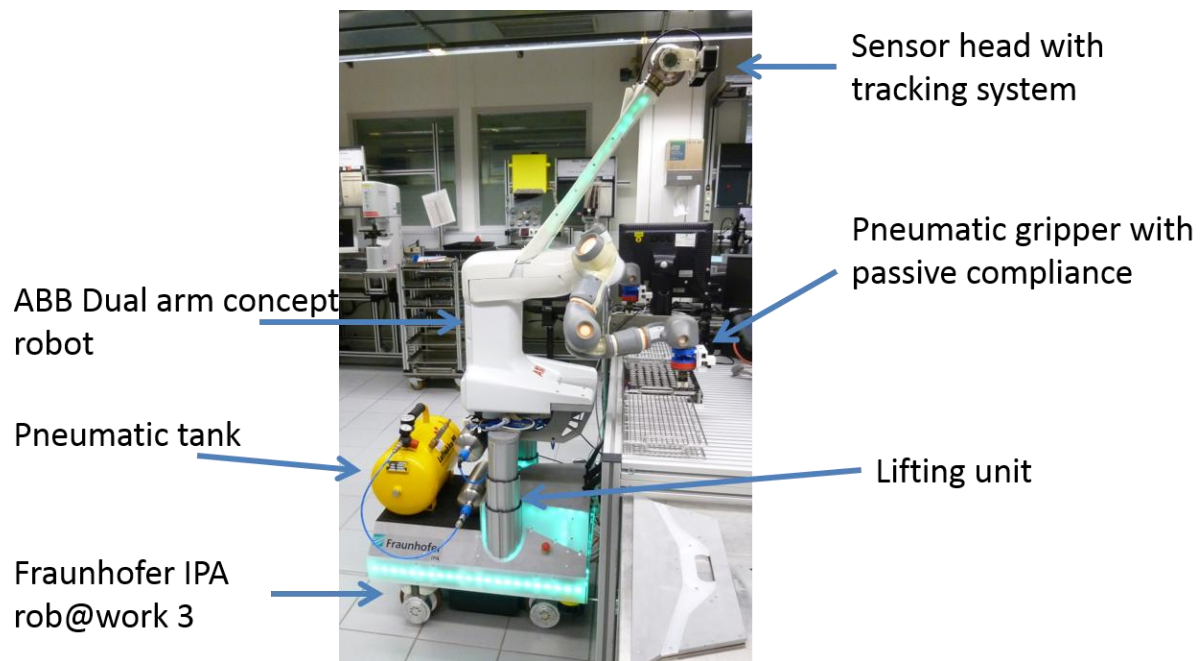 Sensor head with
tracking system
Pneumatic gripper with
passive compliance
ABB Dual arm concept
robot
Pneumatic tank
Lifting unit
Fraunhofer
IPA
Fraunhofer IPA
rob@work 3